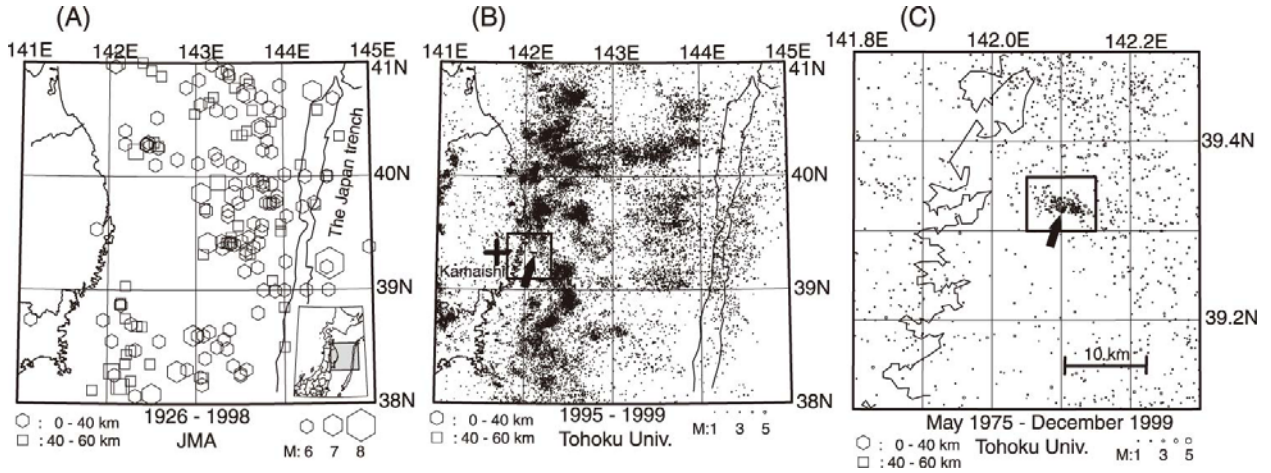 (A)
141E 142E 143E 144E 145E
41N
40N
39N
38N
The Japan trench
○ : 0 - 40 km
□ : 40 - 60 km
1926 - 1998
JMA
M: 6 7 8
(B)
141E 142E 143E 144E 145E
41N
40N
39N
38N
Kamaishi
○ : 0 - 40 km
□ : 40 - 60 km
1995 - 1999
Tohoku Univ.
M:1 3 5
(C)
141.8E 142.0E 142.2E
39.4N
39.2N
10 km
May 1975 - December 1999
○ : 0 - 40 km
□ : 40 - 60 km
Tohoku Univ.
M:1 3 5